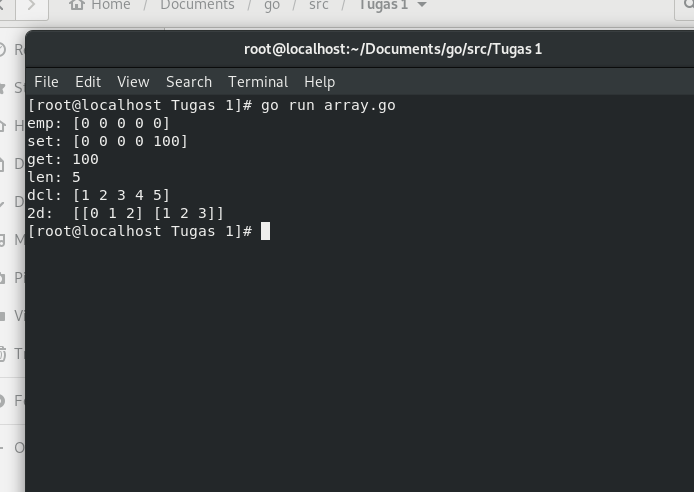 Home / Documents / go / src / Tugas 1
root@localhost:~/Documents/go/src/Tugas 1
File Edit View Search Terminal Help
[root@localhost Tugas 1]# go run array.go
emp: [0 0 0 0 0]
set: [0 0 0 0 100]
get: 100
len: 5
dcl: [1 2 3 4 5]
2d:  [[0 1 2] [1 2 3]]
[root@localhost Tugas 1]#